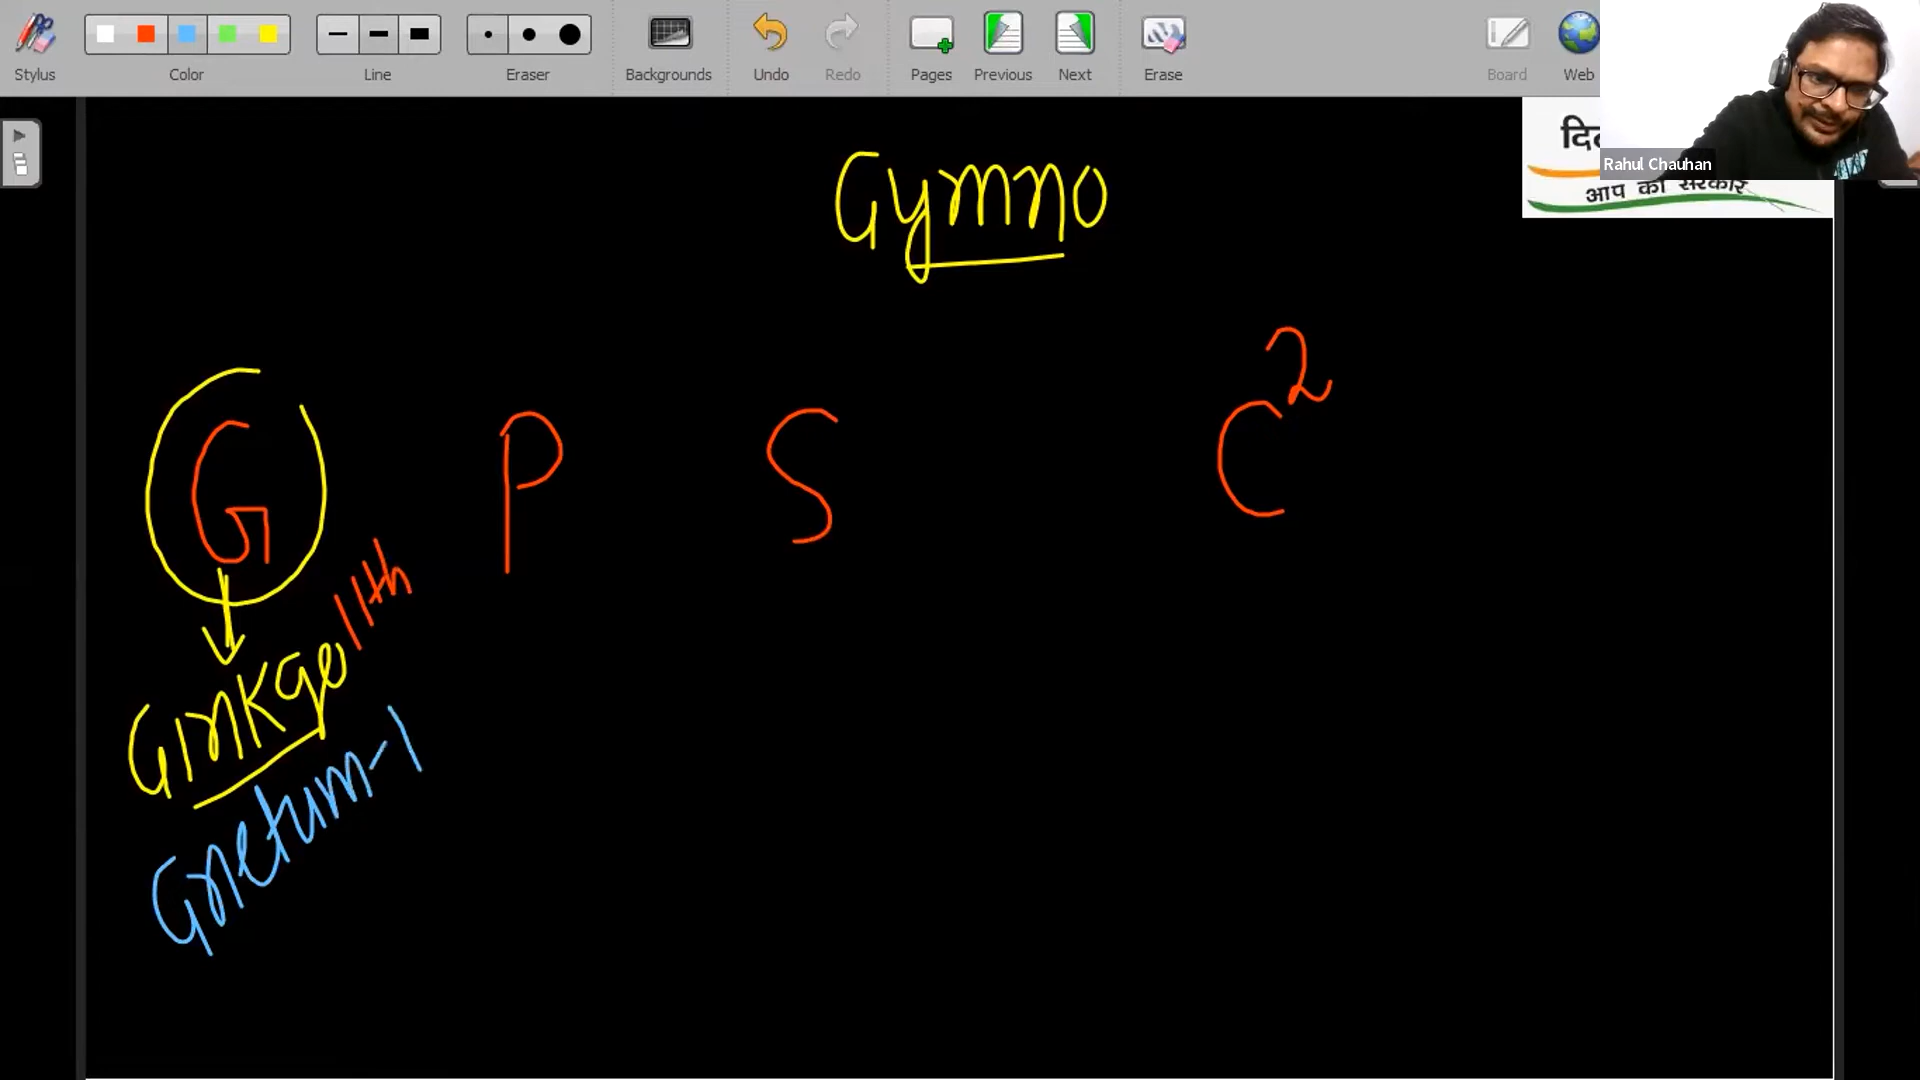 Stylus
Color
Line
Eraser
Backgrounds
Undo
Redo
Pages
Previous
Next
Erase
Board
Web
Rahul Chauhan
आप की सरकार
Gymno
G P S C2
11th
Ginkgo
Gnetum-1